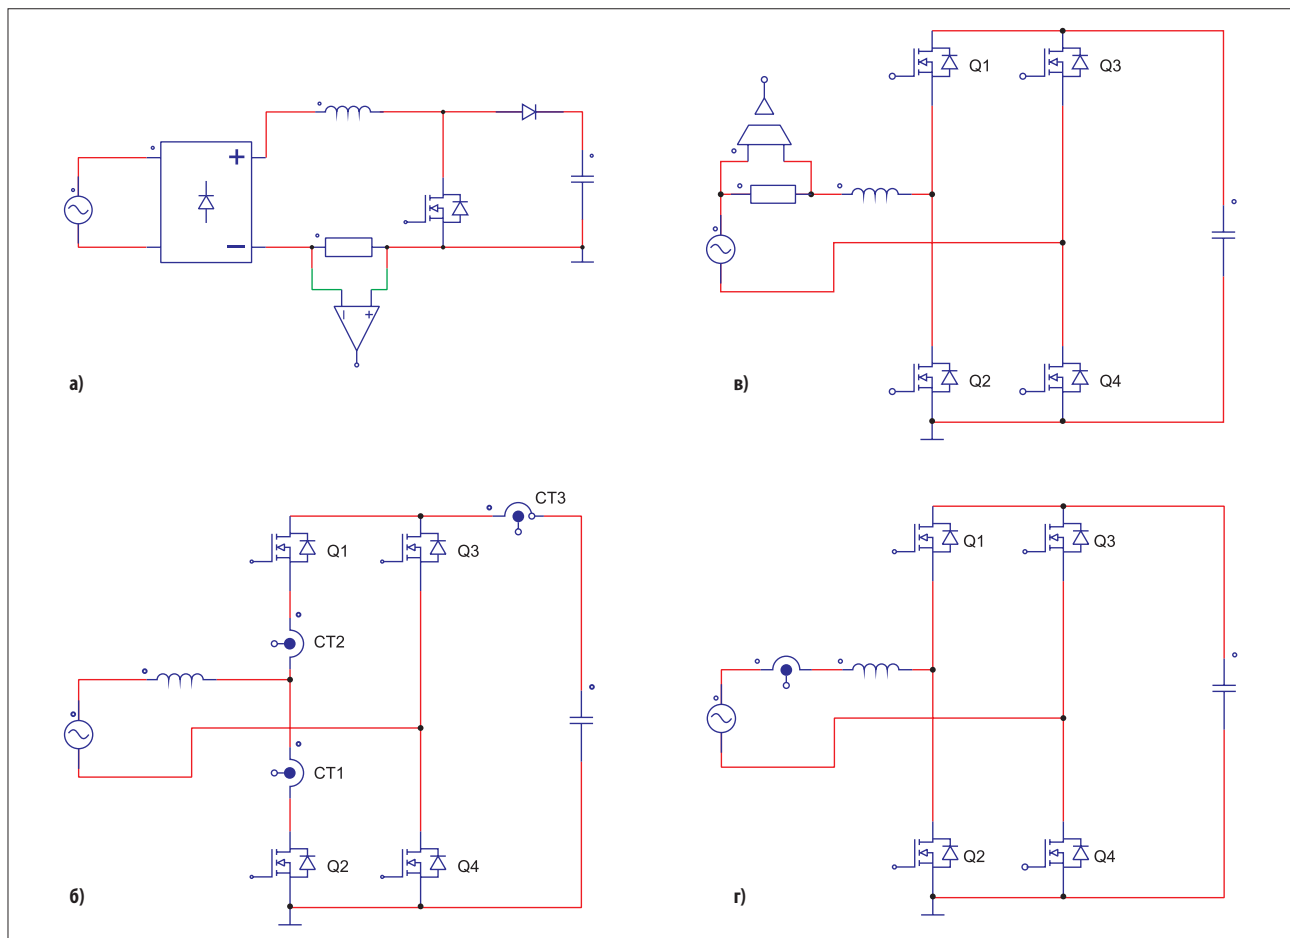 а)
+
−
− +
в)
Q1 Q3
Q2 Q4
б)
CT3
Q1 Q3
CT2
CT1
Q2 Q4
г)
Q1 Q3
Q2 Q4